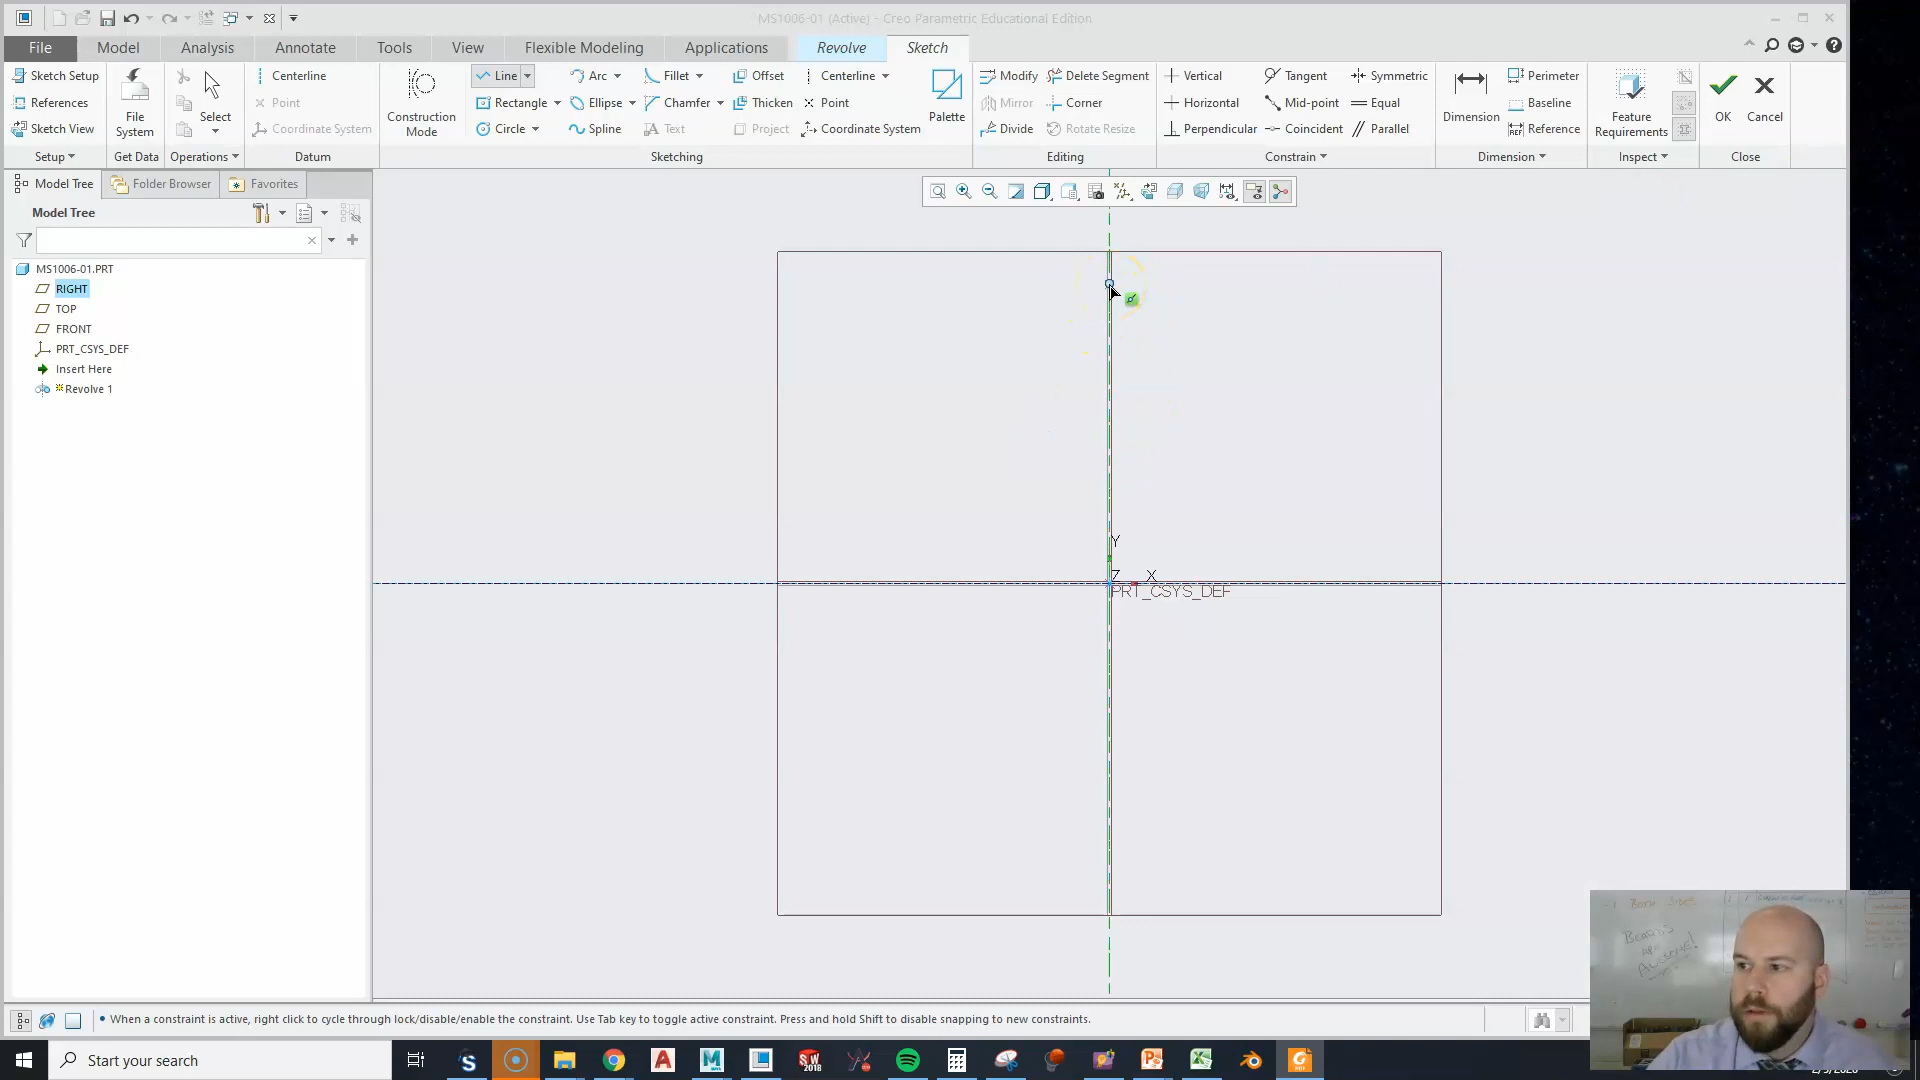 MS1006-01 (Active) - Creo Parametric Educational Edition
File Model Analysis Annotate Tools View Flexible Modeling Applications Revolve Sketch
Sketch Setup
References
Sketch View
Setup
File System
Get Data
Select
Operations
Centerline
Point
Coordinate System
Datum
Construction Mode
Line Arc Fillet Offset Centerline
Rectangle Ellipse Chamfer Thicken Point
Circle Spline Text Project Coordinate System
Palette
Sketching
Modify Delete Segment
Mirror Corner
Divide Rotate Resize
Editing
Vertical Tangent Symmetric
Horizontal Mid-point Equal
Perpendicular Coincident Parallel
Constrain
Dimension
Perimeter
Baseline
REF Reference
Dimension
Feature Requirements
Inspect
OK Cancel
Close
Model Tree Folder Browser Favorites
Model Tree
MS1006-01.PRT
RIGHT
TOP
FRONT
PRT_CSYS_DEF
Insert Here
Revolve 1
Y
Z X
PRT_CSYS_DEF
When a constraint is active, right click to cycle through lock/disable/enable the constraint. Use Tab key to toggle active constraint. Press and hold Shift to disable snapping to new constraints.
Start your search